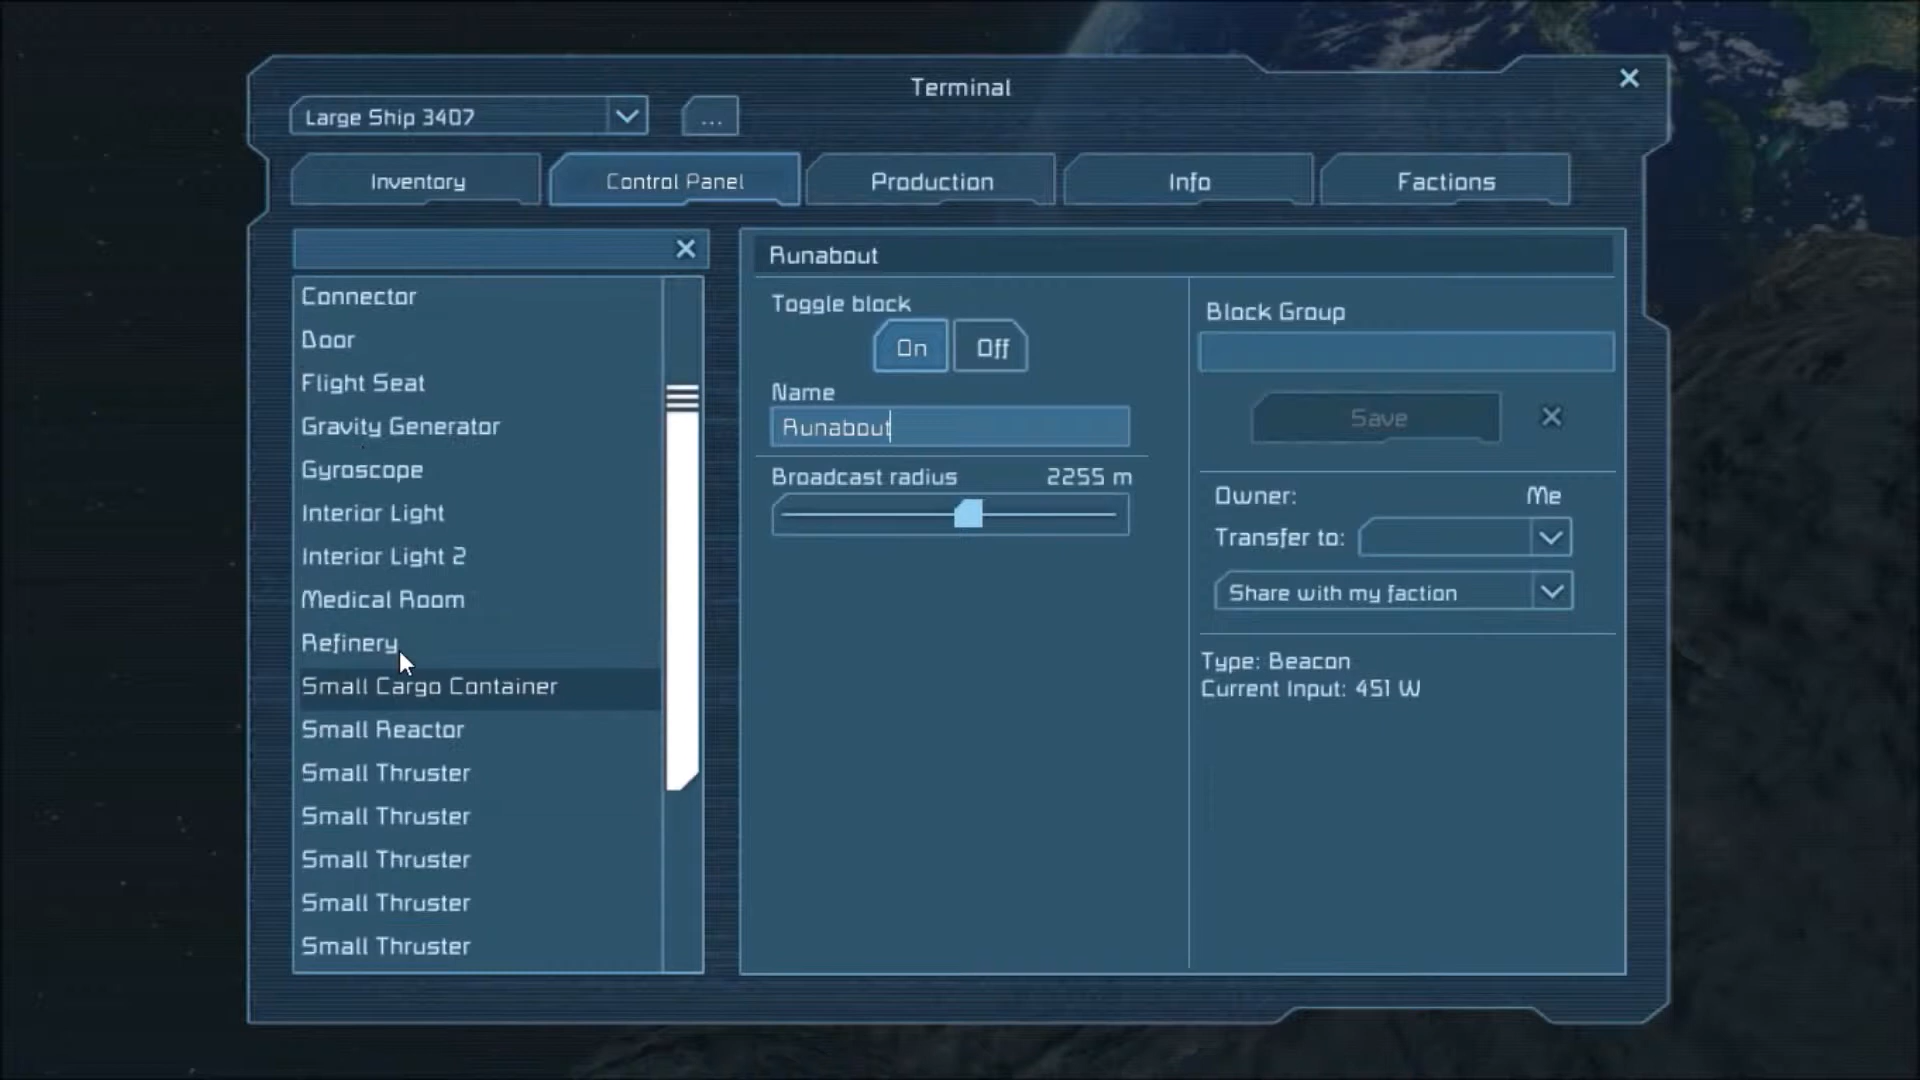 Terminal
Large Ship 3407
...
Inventory
Control Panel
Production
Info
Factions
Connector
Door
Flight Seat
Gravity Generator
Gyroscope
Interior Light
Interior Light 2
Medical Room
Refinery
Small Cargo Container
Small Reactor
Small Thruster
Small Thruster
Small Thruster
Small Thruster
Small Thruster
Runabout
Toggle block
On
Off
Name
Runabout
Broadcast radius 2255 m
Block Group
Save
Owner: Me
Transfer to:
Share with my faction
Type: Beacon
Current Input: 451 W